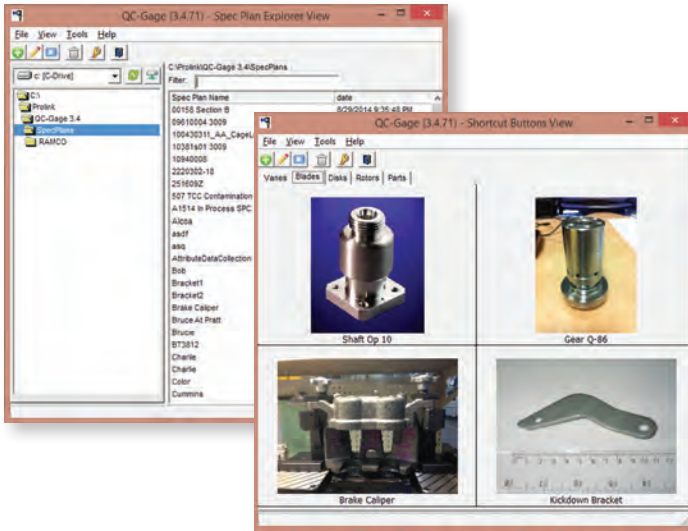 QC-Gage (3.4.71) - Spec Plan Explorer View
File View Tools Help
c: [C-Drive]
C:\Prolink\QC-Gage 3.4\SpecPlans
Filter:
C:\
Prolink
QC-Gage 3.4
SpecPlans
RAMCO
Spec Plan Name date
00158 Section B 8/29/2014 9:35:48 PM
09610004 3009
100430311_AA_CageL
10381s01 3009
10940008
2220302-18
251609Z
507 TCC Contamination
A1514 In Process SPC
Alcoa
asdf
asq
AttributeDataCollection
Bob
Bracket1
Bracket2
Brake Caliper
Bruce At Pratt
Brucie
BT3812
Charlie
Charlie
Color
Cummins
QC-Gage (3.4.71) - Shortcut Buttons View
File View Tools Help
Vanes Blades Disks Rotors Parts
Shaft Op 10
Gear Q-86
Brake Caliper
Kickdown Bracket